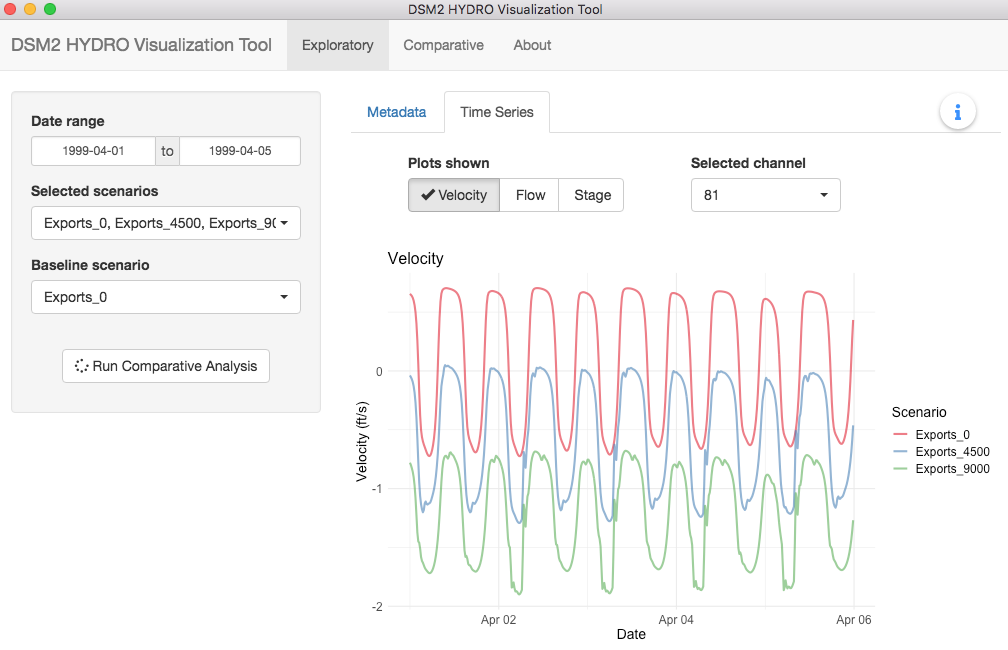 DSM2 HYDRO Visualization Tool
DSM2 HYDRO Visualization Tool Exploratory Comparative About
Date range
1999-04-01 to 1999-04-05
Selected scenarios
Exports_0, Exports_4500, Exports_90
Baseline scenario
Exports_0
Run Comparative Analysis
Metadata Time Series
i
Plots shown
Velocity Flow Stage
Selected channel
81
Velocity
Velocity (ft/s)
0
-1
-2
Apr 02 Apr 04 Apr 06
Date
Scenario
Exports_0
Exports_4500
Exports_9000